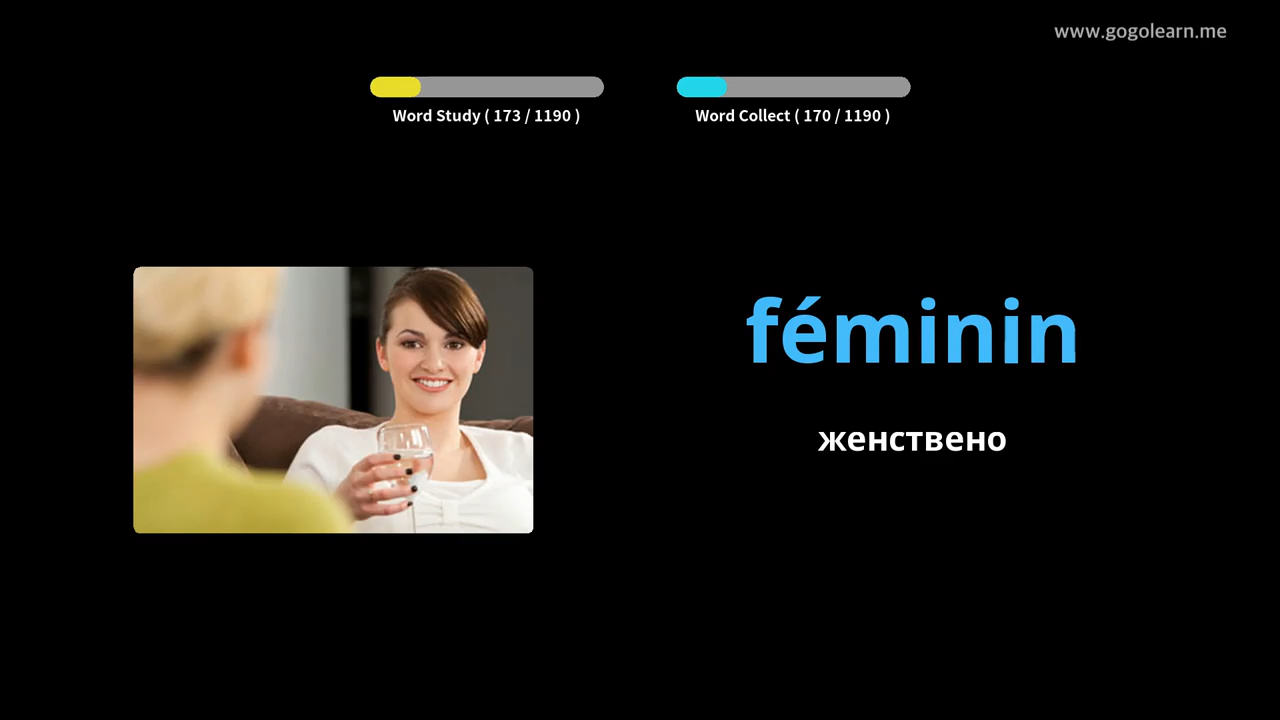 www.gogolearn.me
Word Study ( 173 / 1190 )
Word Collect ( 170 / 1190 )
féminin
женствено